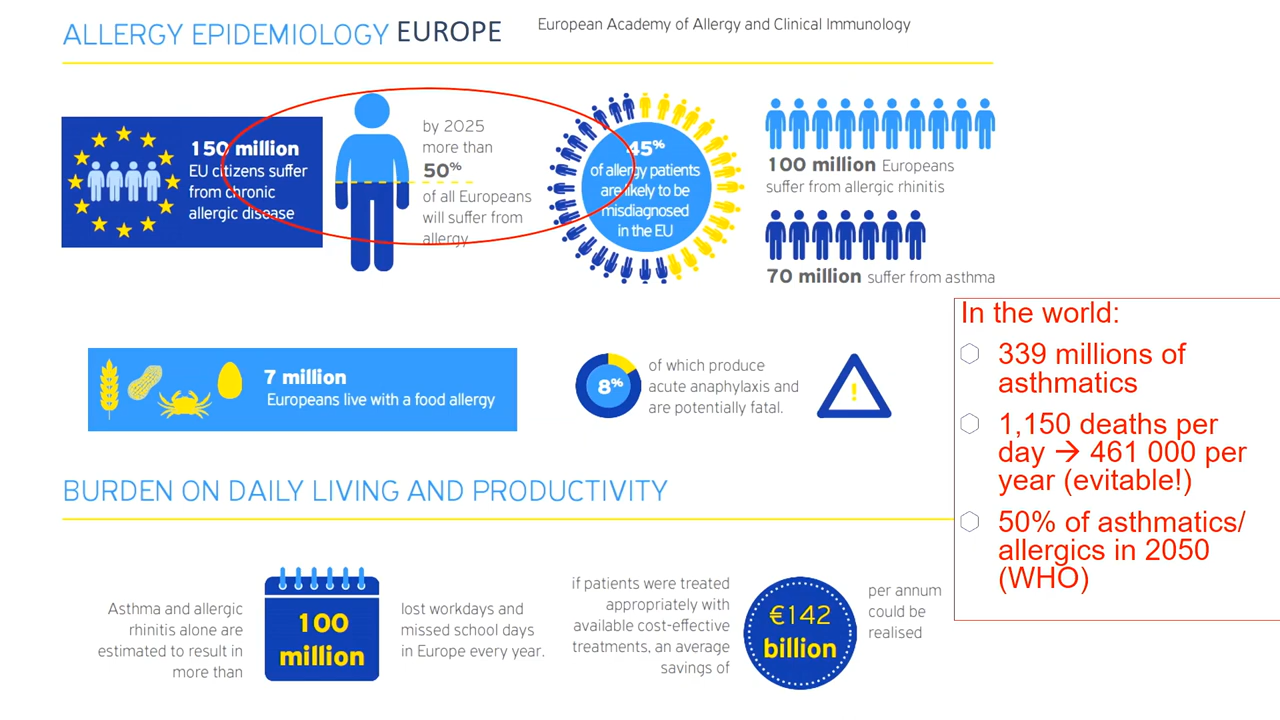 ALLERGY EPIDEMIOLOGY EUROPE
European Academy of Allergy and Clinical Immunology
150 million
EU citizens suffer
from chronic
allergic disease
by 2025
more than
50%
of all Europeans
will suffer from
allergy
45%
of allergy patients
are likely to be
misdiagnosed
in the EU
100 million Europeans
suffer from allergic rhinitis
70 million suffer from asthma
7 million
Europeans live with a food allergy
8%
of which produce
acute anaphylaxis and
are potentially fatal.
!
In the world:
339 millions of
asthmatics
1,150 deaths per
day → 461 000 per
year (evitable!)
50% of asthmatics/
allergics in 2050
(WHO)
BURDEN ON DAILY LIVING AND PRODUCTIVITY
Asthma and allergic
rhinitis alone are
estimated to result in
more than
100
million
lost workdays and
missed school days
in Europe every year.
if patients were treated
appropriately with
available cost-effective
treatments, an average
savings of
€142
billion
per annum
could be
realised